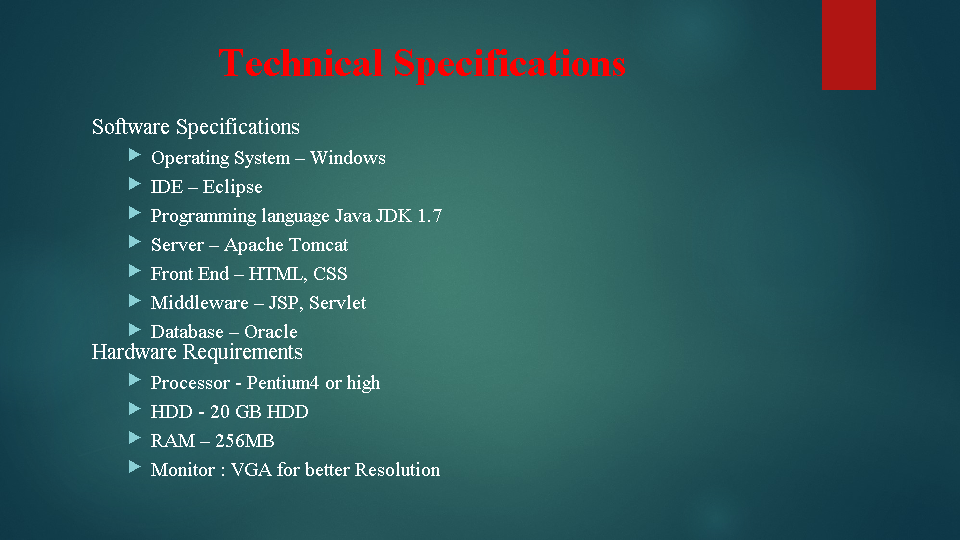 Technical Specifications
Software Specifications
Operating System – Windows
IDE – Eclipse
Programming language Java JDK 1.7
Server – Apache Tomcat
Front End – HTML, CSS
Middleware – JSP, Servlet
Database – Oracle
Hardware Requirements
Processor - Pentium4 or high
HDD - 20 GB HDD
RAM – 256MB
Monitor : VGA for better Resolution